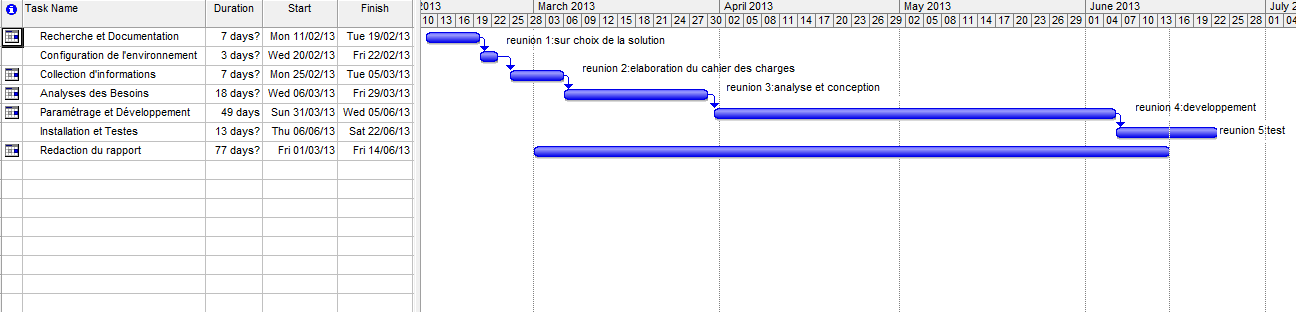 Task Name Duration Start Finish
2013 March 2013 April 2013 May 2013 June 2013 July 2
10 13 16 19 22 25 28 03 06 09 12 15 18 21 24 27 30 02 05 08 11 14 17 20 23 26 29 02 05 08 11 14 17 20 23 26 29 01 04 07 10 13 16 19 22 25 28 01 04
Recherche et Documentation 7 days? Mon 11/02/13 Tue 19/02/13
reunion 1:sur choix de la solution
Configuration de l'environnement 3 days? Wed 20/02/13 Fri 22/02/13
reunion 2:elaboration du cahier des charges
Collection d'informations 7 days? Mon 25/02/13 Tue 05/03/13
reunion 3:analyse et conception
Analyses des Besoins 18 days? Wed 06/03/13 Fri 29/03/13
reunion 4:developpement
Paramétrage et Développement 49 days Sun 31/03/13 Wed 05/06/13
Installation et Testes 13 days? Thu 06/06/13 Sat 22/06/13
reunion 5:test
Redaction du rapport 77 days? Fri 01/03/13 Fri 14/06/13